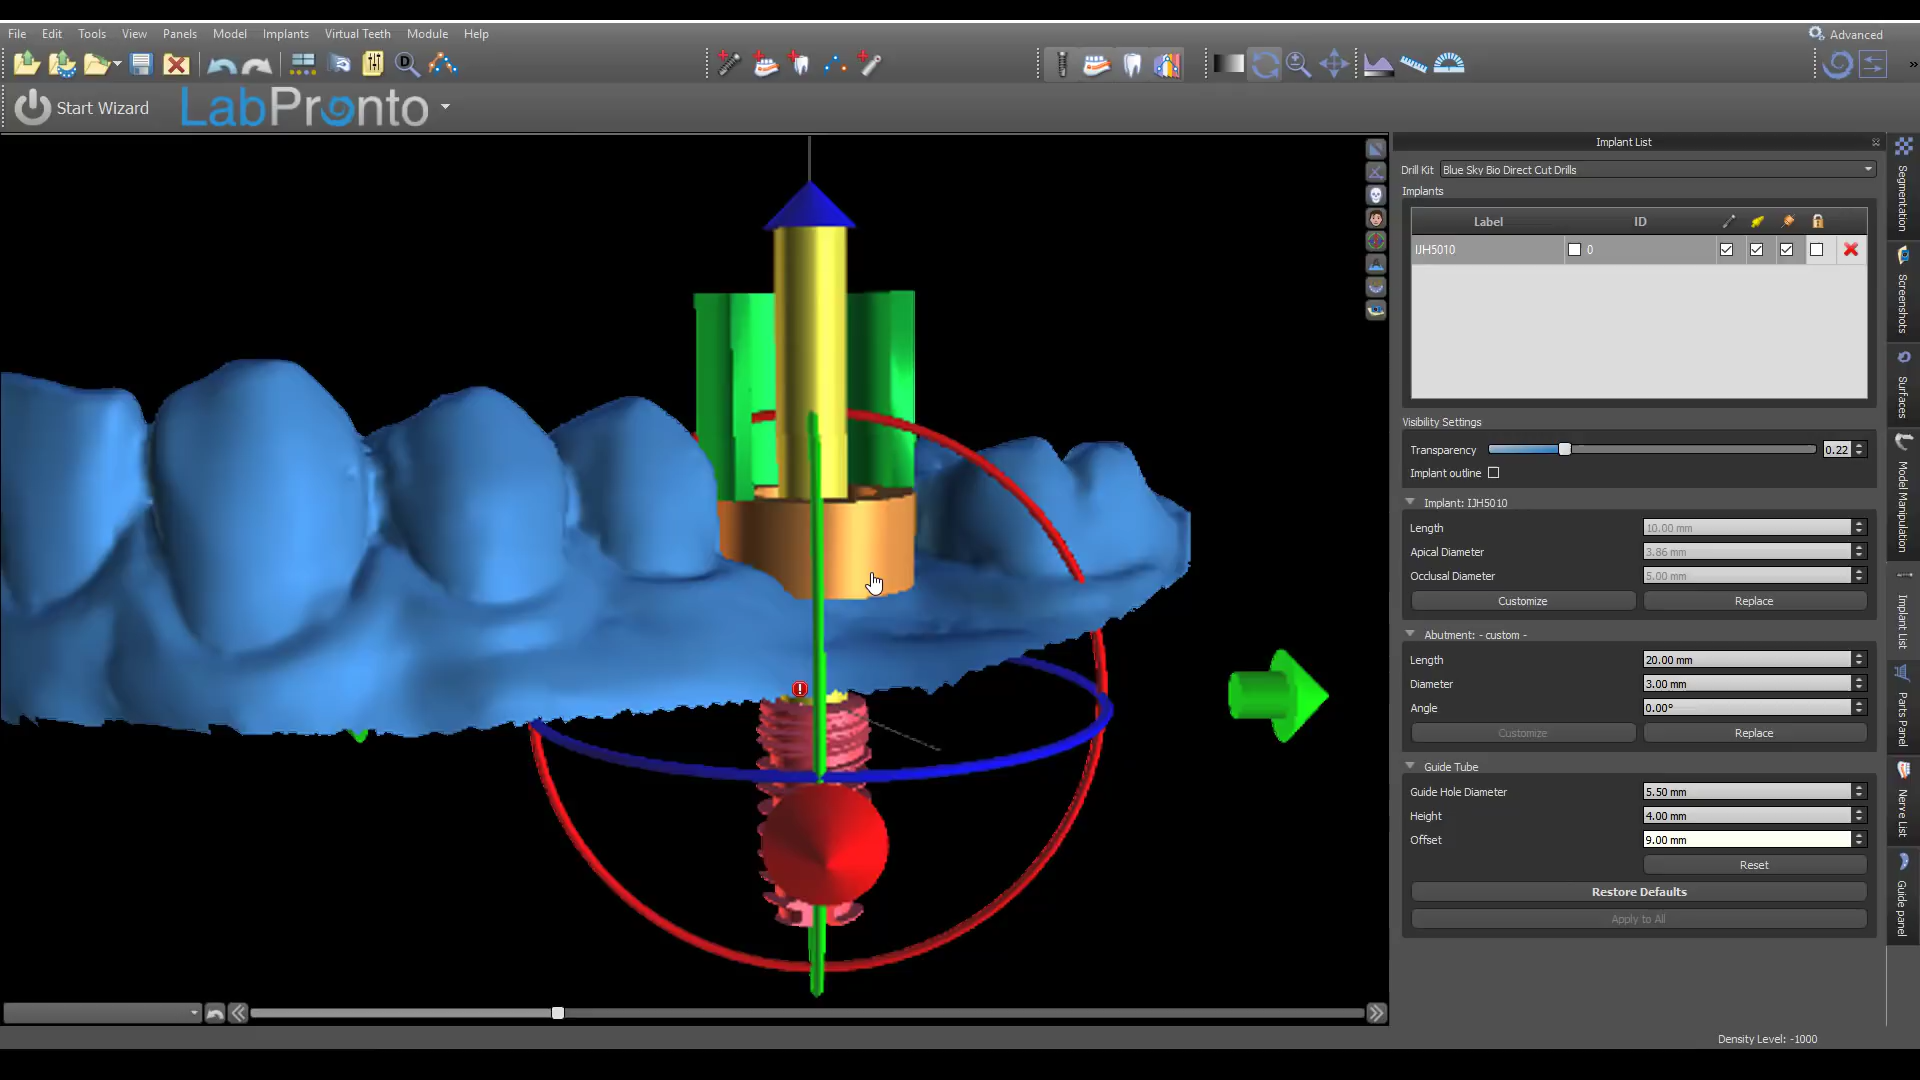 File Edit Tools View Panels Model Implants Virtual Teeth Module Help
Advanced
D
»
Start Wizard LabPronto
Implant List
Drill Kit Blue Sky Bio Direct Cut Drills
Implants
Label ID
IJH5010 0
Visibility Settings
Transparency 0.22
Implant outline
Implant: IJH5010
Length 10.00 mm
Apical Diameter 3.86 mm
Occlusal Diameter 5.00 mm
Customize Replace
Abutment: - custom -
Length 20.00 mm
Diameter 3.00 mm
Angle 0.00°
Customize Replace
Guide Tube
Guide Hole Diameter 5.50 mm
Height 4.00 mm
Offset 9.00 mm
Reset
Restore Defaults
Apply to All
Segmentation
Screenshots
Surfaces
Model Manipulation
Implant List
Parts Panel
Nerve List
Guide panel
!
Density Level: -1000